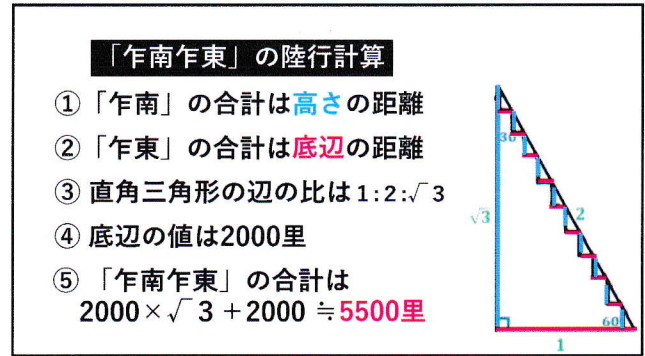 「乍南乍東」の陸行計算
①「乍南」の合計は高さの距離
②「乍東」の合計は底辺の距離
③ 直角三角形の辺の比は1:2:√3
④ 底辺の値は2000里
⑤ 「乍南乍東」の合計は
2000×√3+2000≒5500里
30
√3
2
60
1